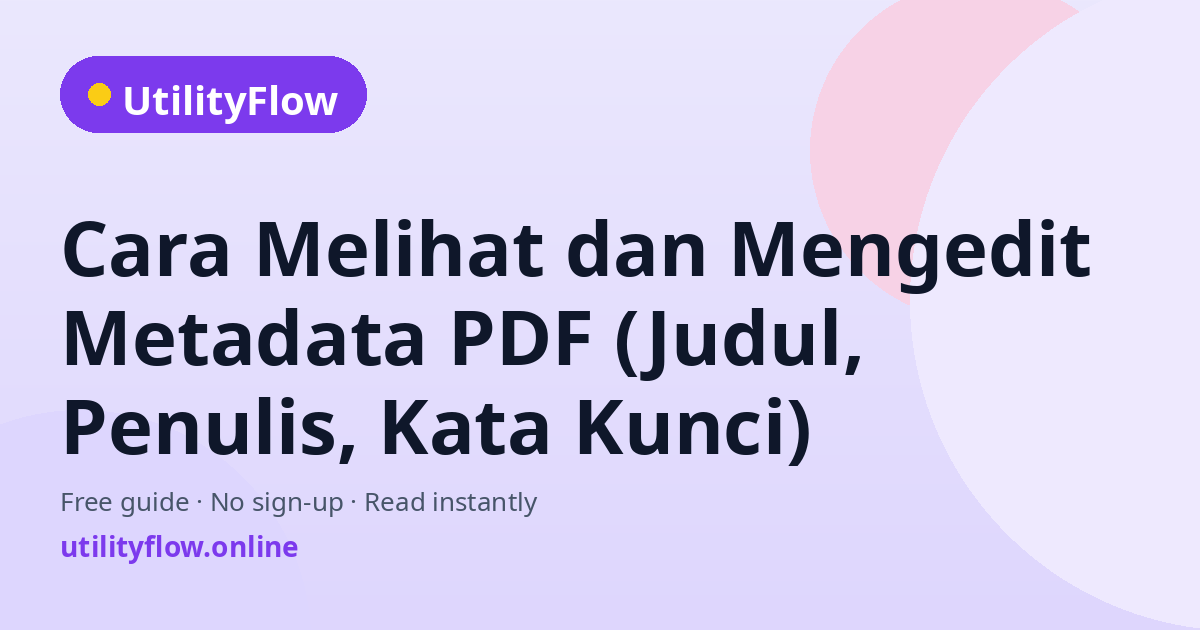 UtilityFlow
Cara Melihat dan Mengedit
Metadata PDF (Judul,
Penulis, Kata Kunci)
Free guide · No sign-up · Read instantly
utilityflow.online